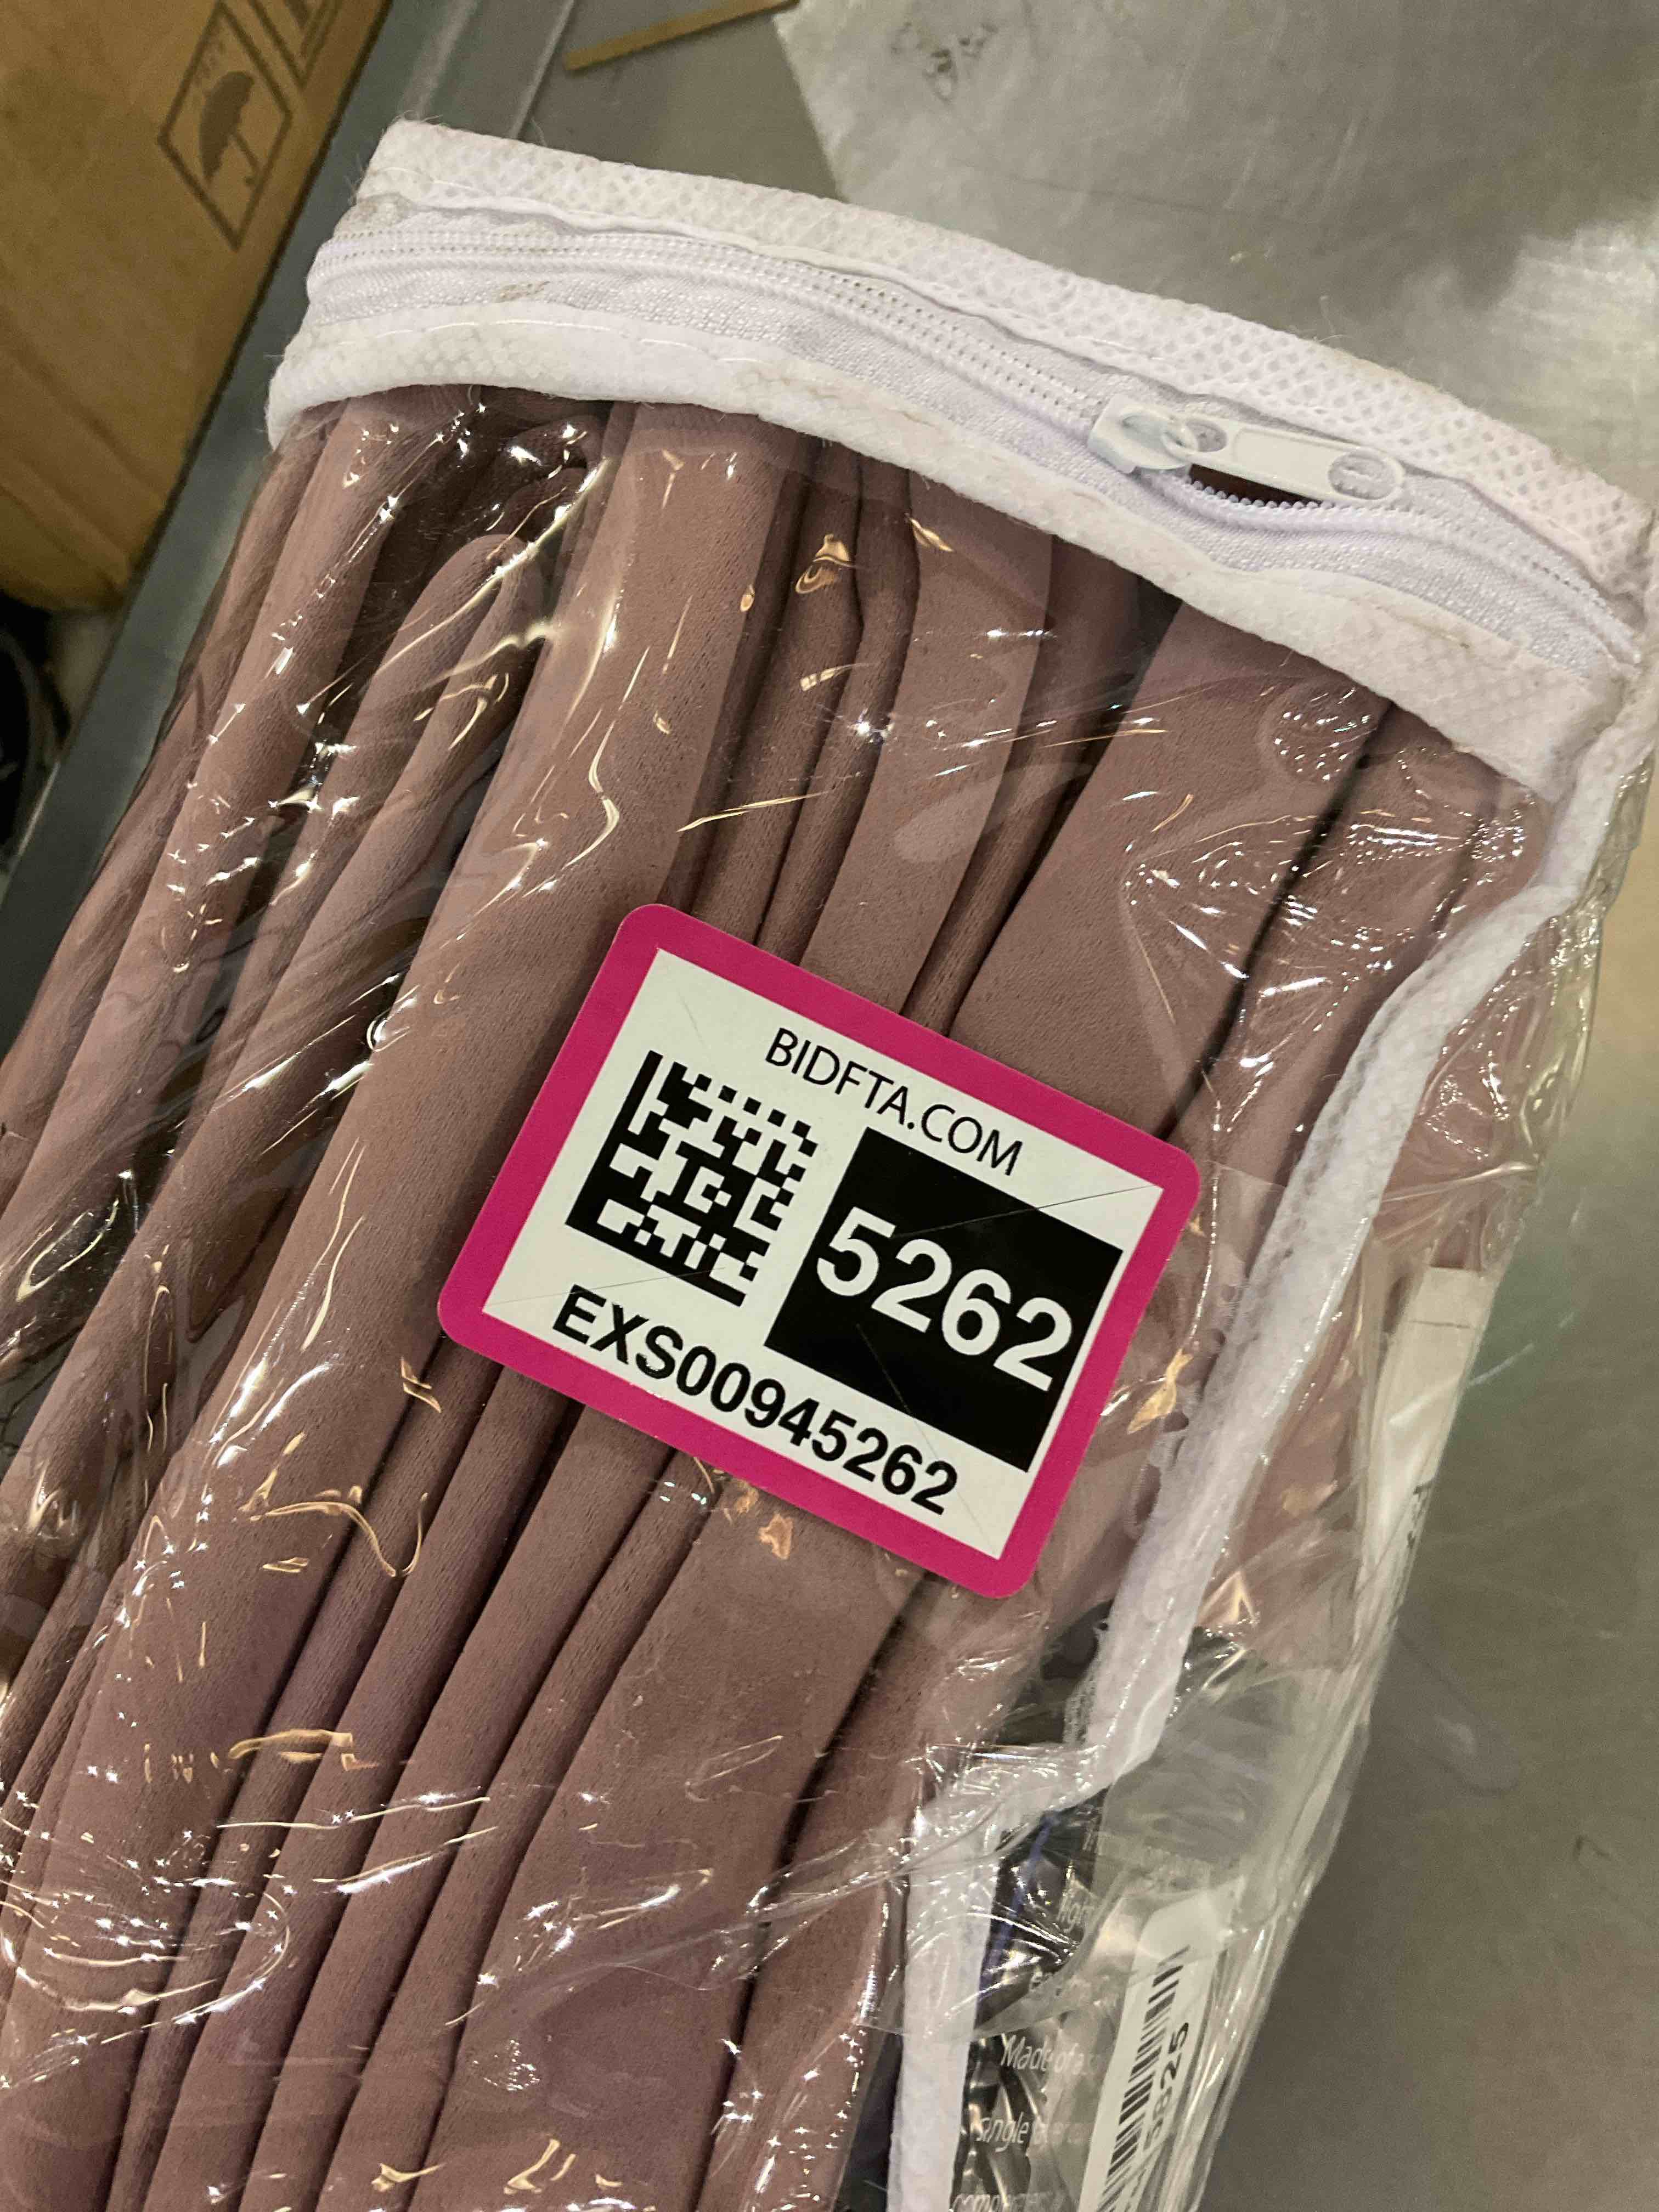 BIDFTA.COM
5262
EXS00945262
Made of a
single